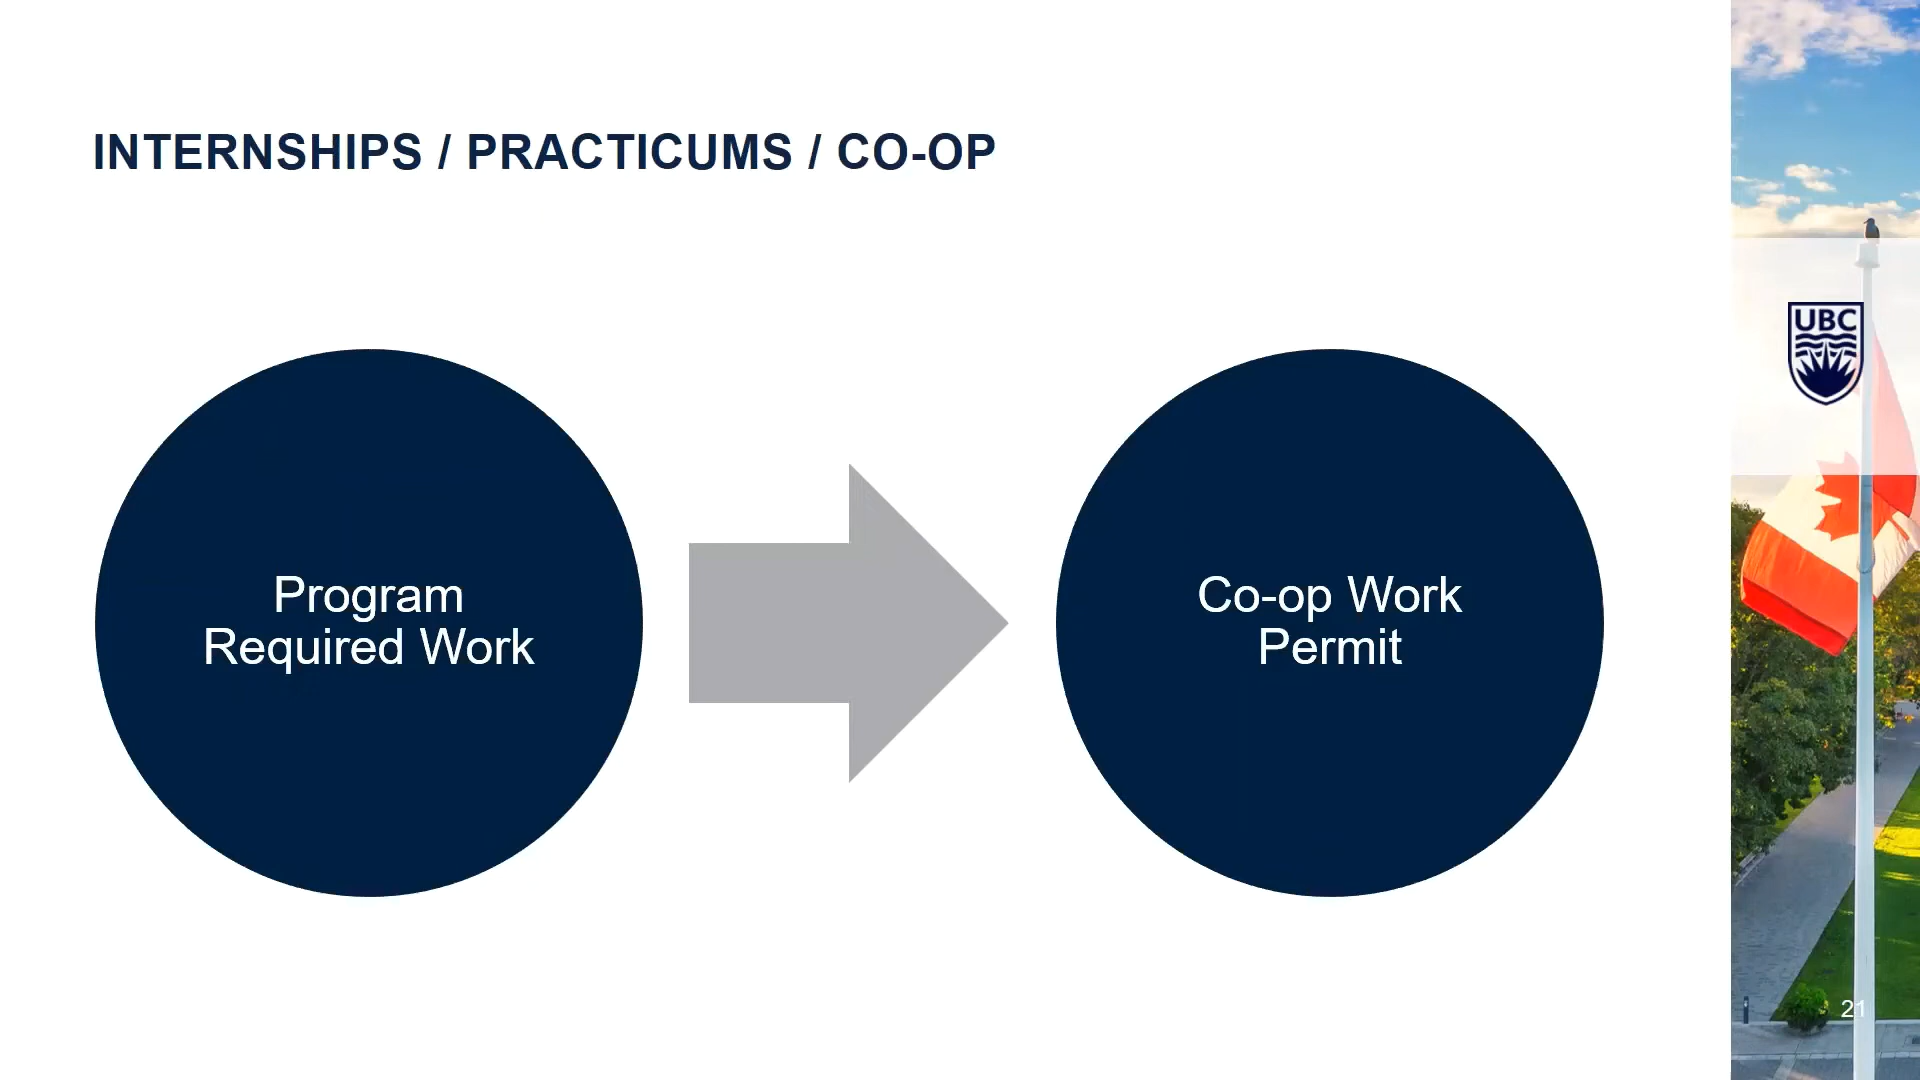 INTERNSHIPS / PRACTICUMS / CO-OP
Program
Required Work
Co-op Work
Permit
UBC
21